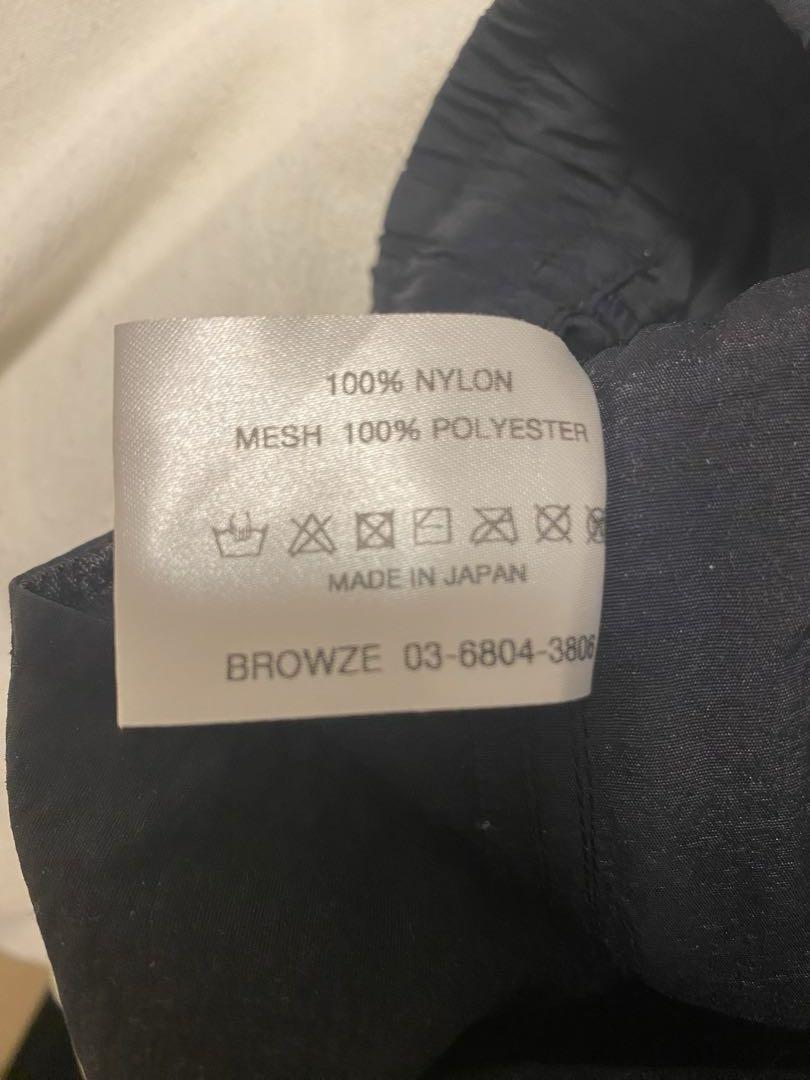 100% NYLON
MESH 100% POLYESTER
MADE IN JAPAN
BROWZE 03-6804-3806